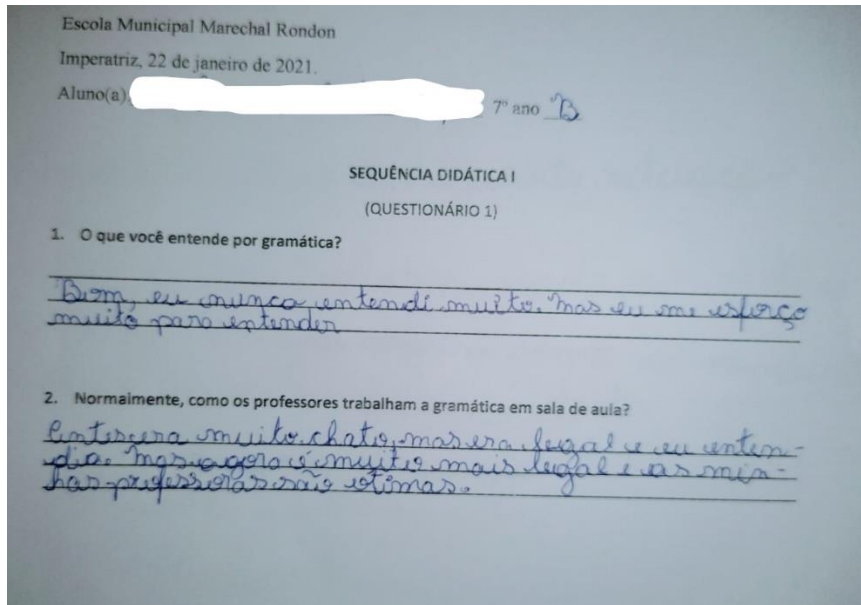 Escola Municipal Marechal Rondon
Imperatriz, 22 de janeiro de 2021.
Aluno(a) 7º ano B
SEQUÊNCIA DIDÁTICA I
(QUESTIONÁRIO 1)
1. O que você entende por gramática?
Bom, eu nunca entendi muito. Mas eu me esforço
muito para entender
2. Normalmente, como os professores trabalham a gramática em sala de aula?
Antes era muito chato, mas era legal e eu enten-
dia. Mas agora é muito mais legal e as min-
has professoras são otimas.